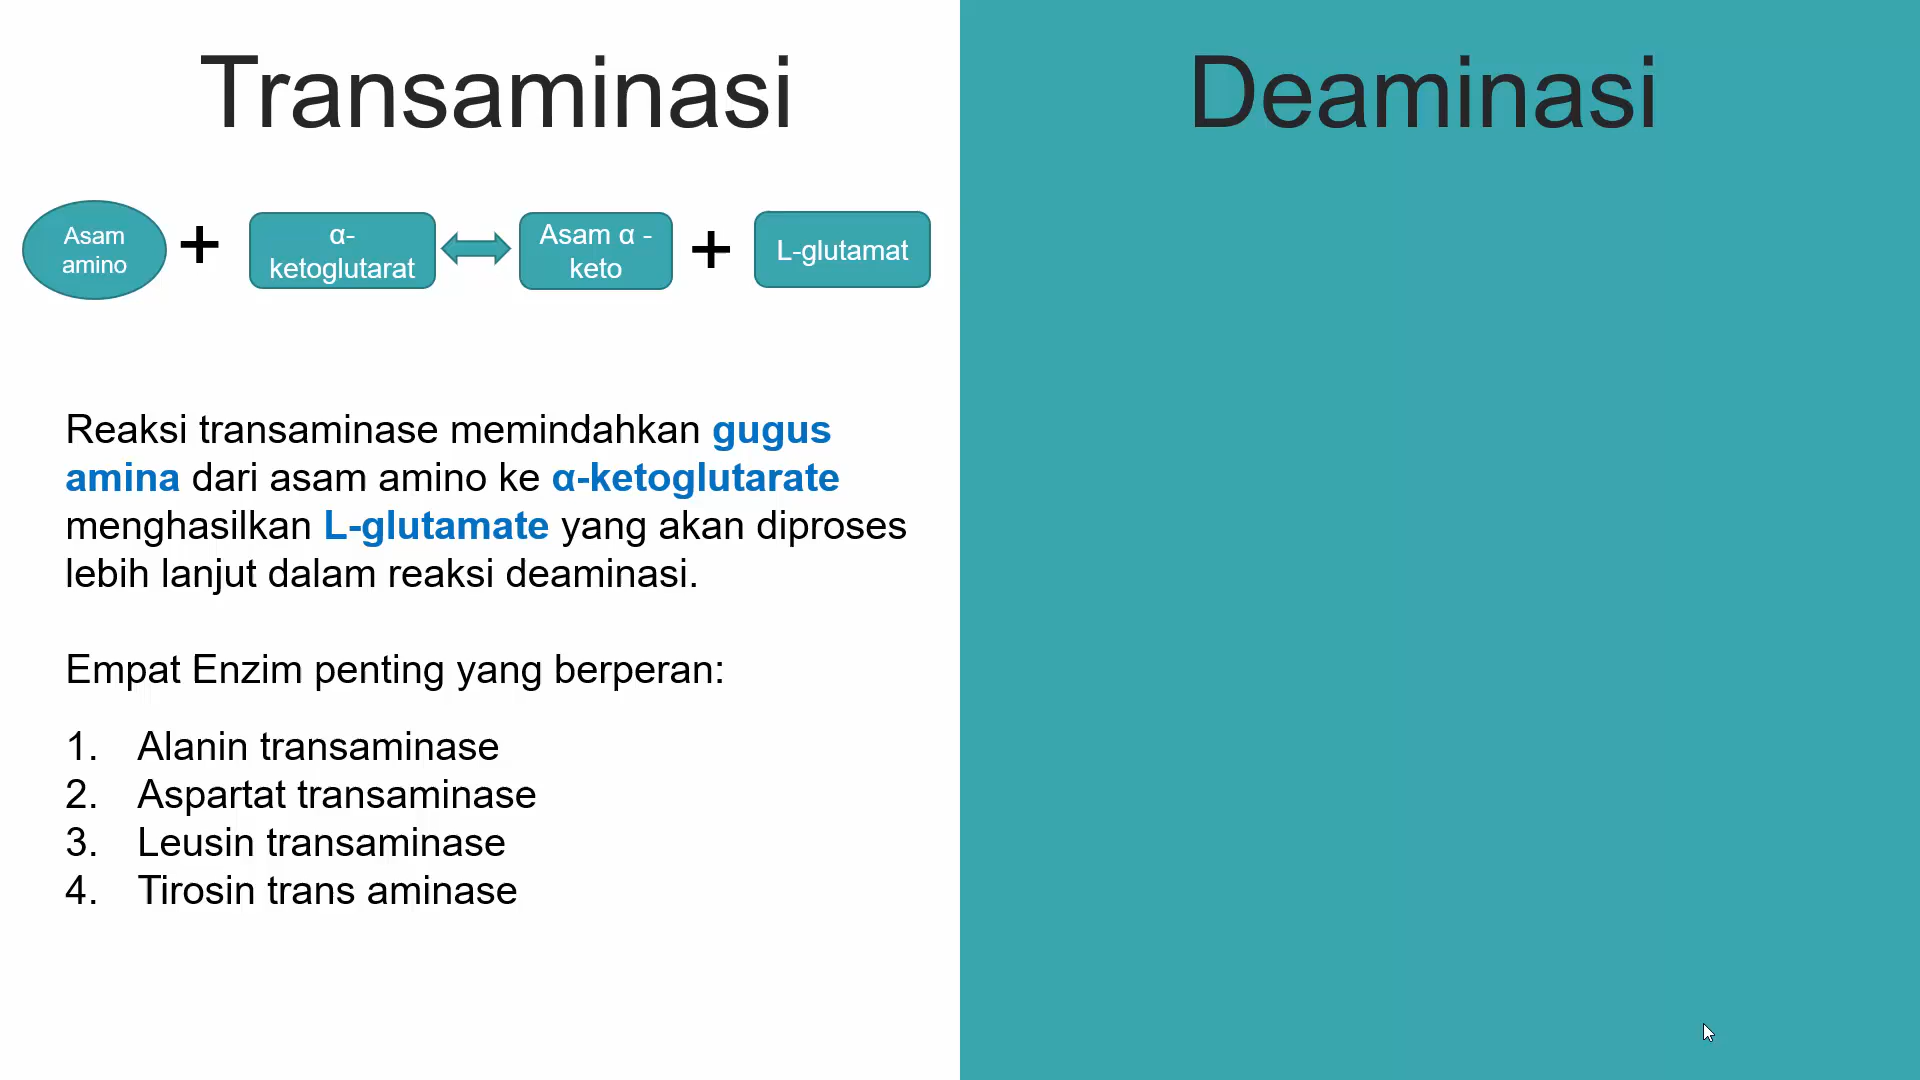 Transaminasi
Asam
amino
+
α-
ketoglutarat
Asam α -
keto
+
L-glutamat
Reaksi transaminase memindahkan gugus
amina dari asam amino ke α-ketoglutarate
menghasilkan L-glutamate yang akan diproses
lebih lanjut dalam reaksi deaminasi.
Empat Enzim penting yang berperan:
1. Alanin transaminase
2. Aspartat transaminase
3. Leusin transaminase
4. Tirosin trans aminase
Deaminasi